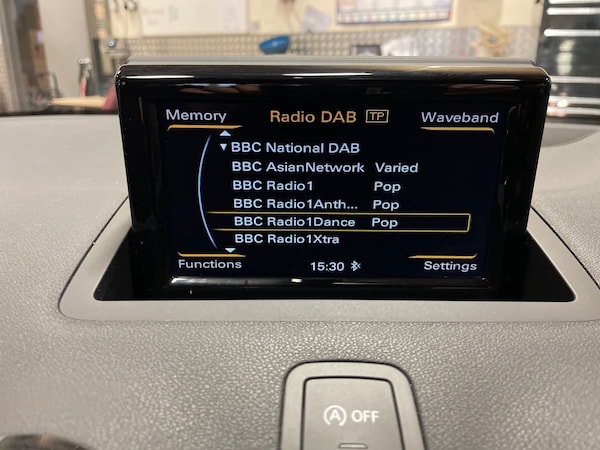 Memory Radio DAB TP Waveband
BBC National DAB
BBC AsianNetwork Varied
BBC Radio1 Pop
BBC Radio1Anth... Pop
BBC Radio1Dance Pop
BBC Radio1Xtra
Functions 15:30 Settings
A OFF